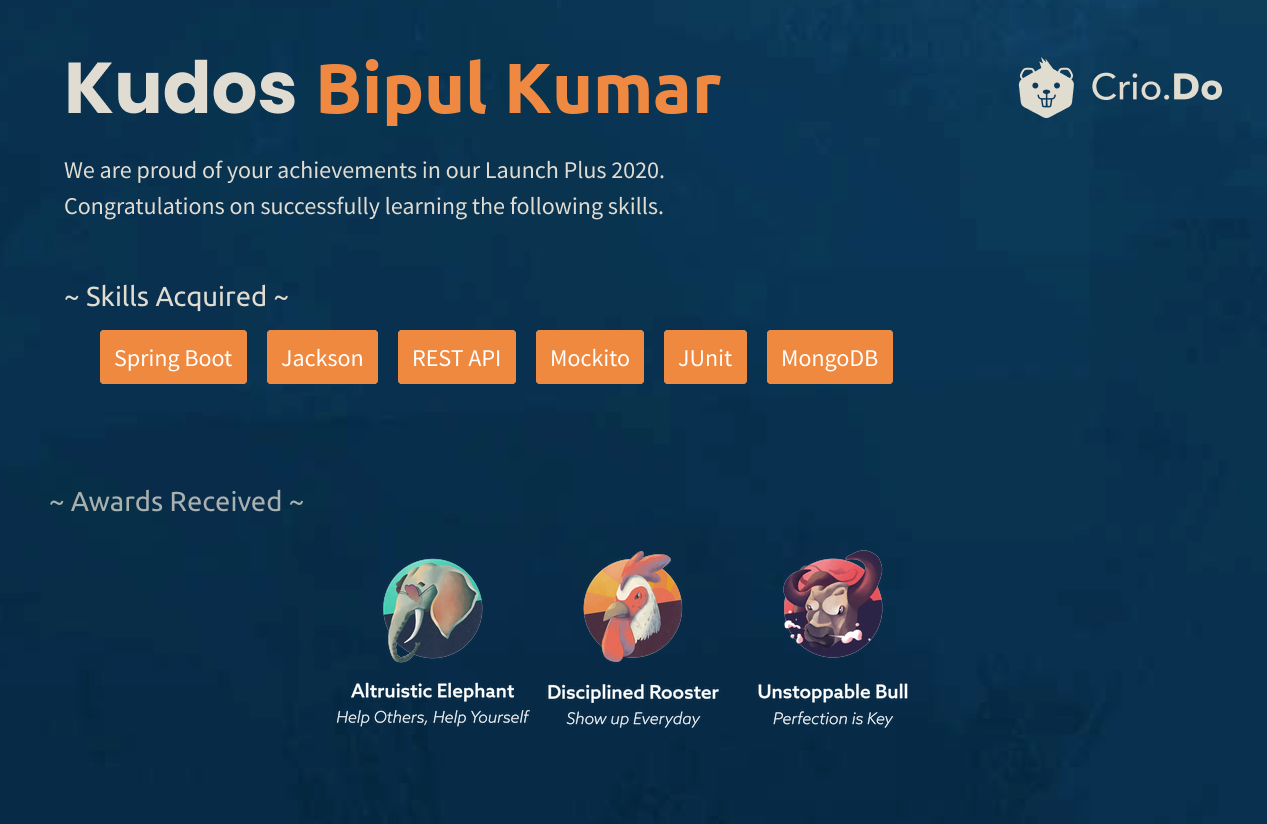 Kudos Bipul Kumar
Crio.Do
We are proud of your achievements in our Launch Plus 2020.
Congratulations on successfully learning the following skills.
~ Skills Acquired ~
Spring Boot Jackson REST API Mockito JUnit MongoDB
~ Awards Received ~
Altruistic Elephant Disciplined Rooster Unstoppable Bull
Help Others, Help Yourself Show up Everyday Perfection is Key